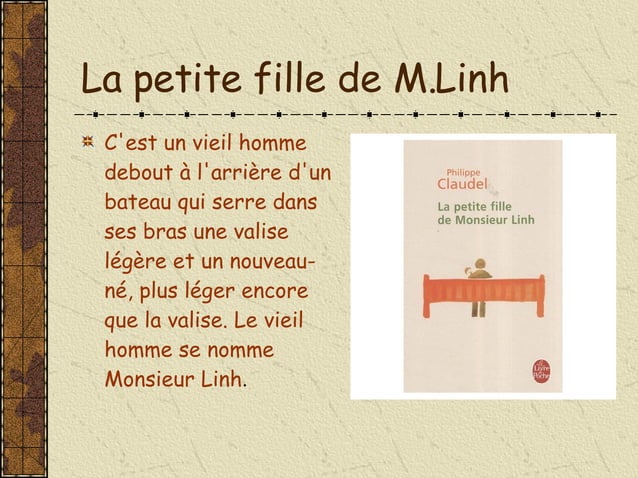 La petite fille de M.Linh
C'est un vieil homme
debout à l'arrière d'un
bateau qui serre dans
ses bras une valise
légère et un nouveau-
né, plus léger encore
que la valise. Le vieil
homme se nomme
Monsieur Linh.
Philippe
Claudel
La petite fille
de Monsieur Linh
Le
Livre
de
Poche